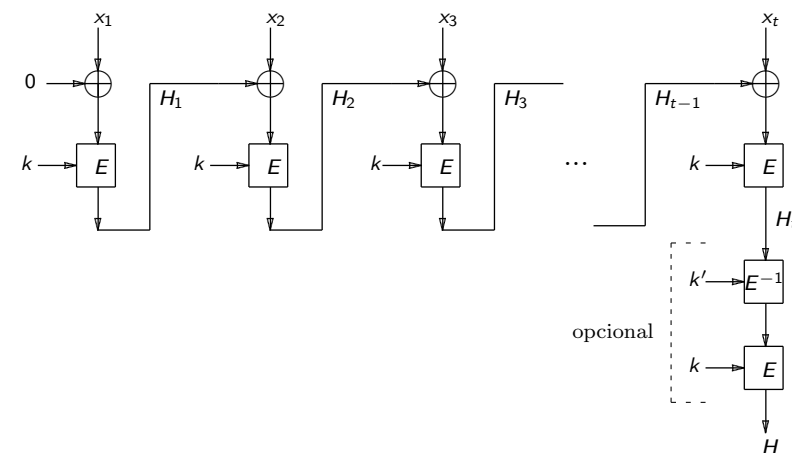 x₁ x₂ x₃ xₜ
0 H₁ H₂ H₃ Hₜ₋₁
k E k E k E ... k E
H
k′ E⁻¹
opcional
k E
H